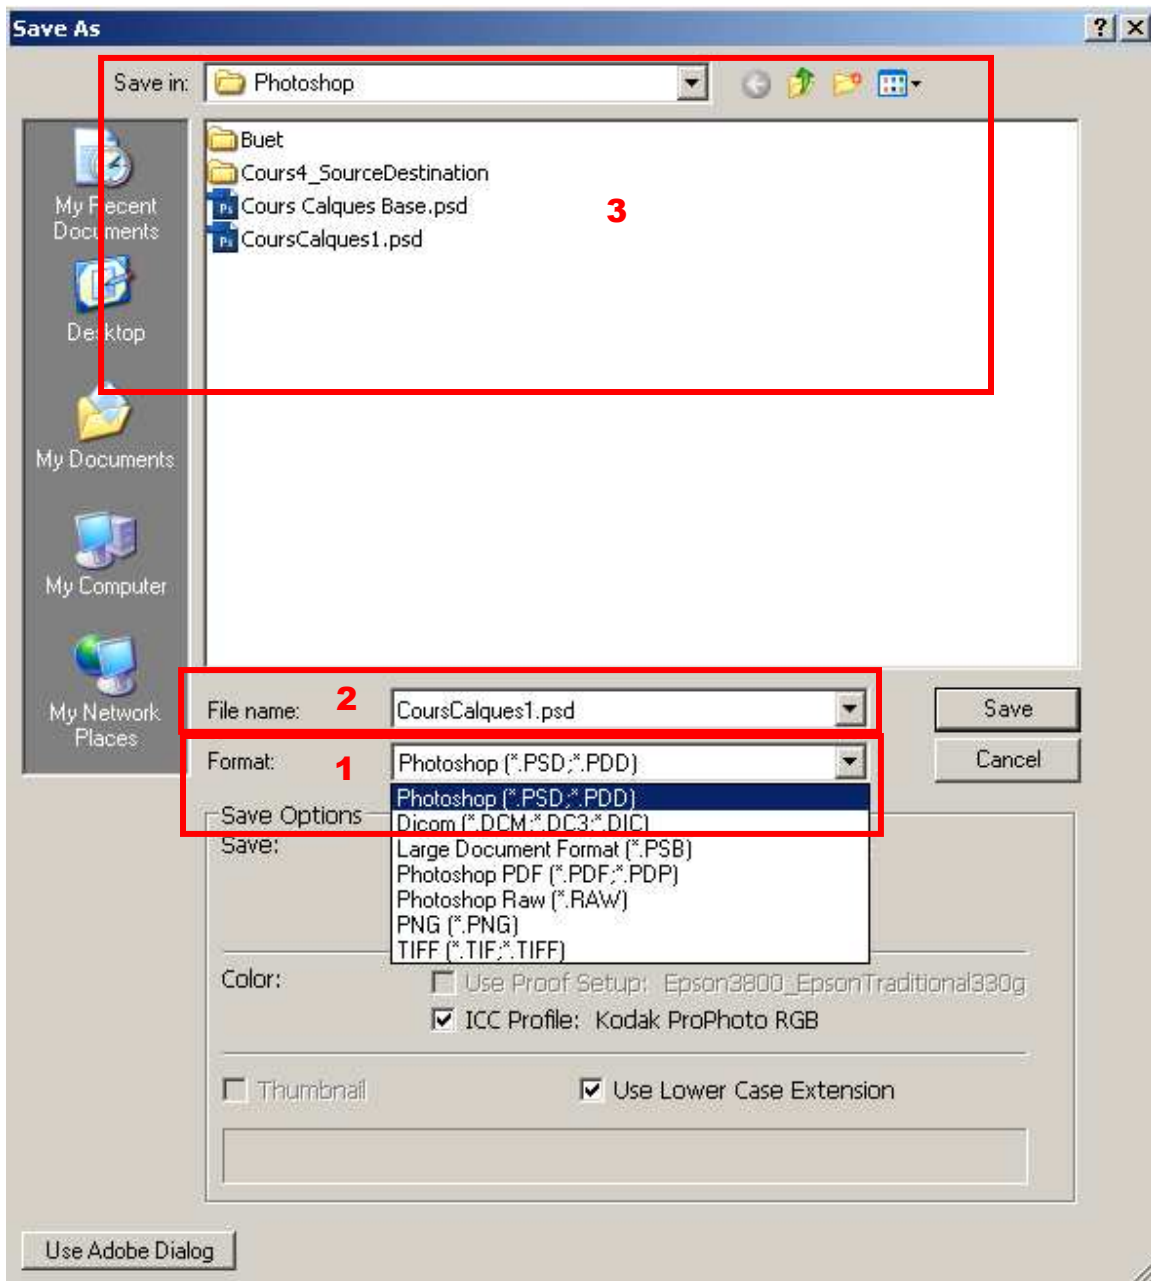 Save As
Save in: Photoshop
Buet
Cours4_SourceDestination
Cours Calques Base.psd
CoursCalques1.psd
3
My Recent
Documents
Desktop
My Documents
My Computer
My Network
Places
File name: 2 CoursCalques1.psd Save
Format: 1 Photoshop (*.PSD;*.PDD) Cancel
Photoshop (*.PSD;*.PDD)
Dicom (*.DCM;*.DC3;*.DIC)
Large Document Format (*.PSB)
Photoshop PDF (*.PDF;*.PDP)
Photoshop Raw (*.RAW)
PNG (*.PNG)
TIFF (*.TIF;*.TIFF)
Save Options
Save:
Color: Use Proof Setup: Epson3800_EpsonTraditional330g
ICC Profile: Kodak ProPhoto RGB
Thumbnail Use Lower Case Extension
Use Adobe Dialog